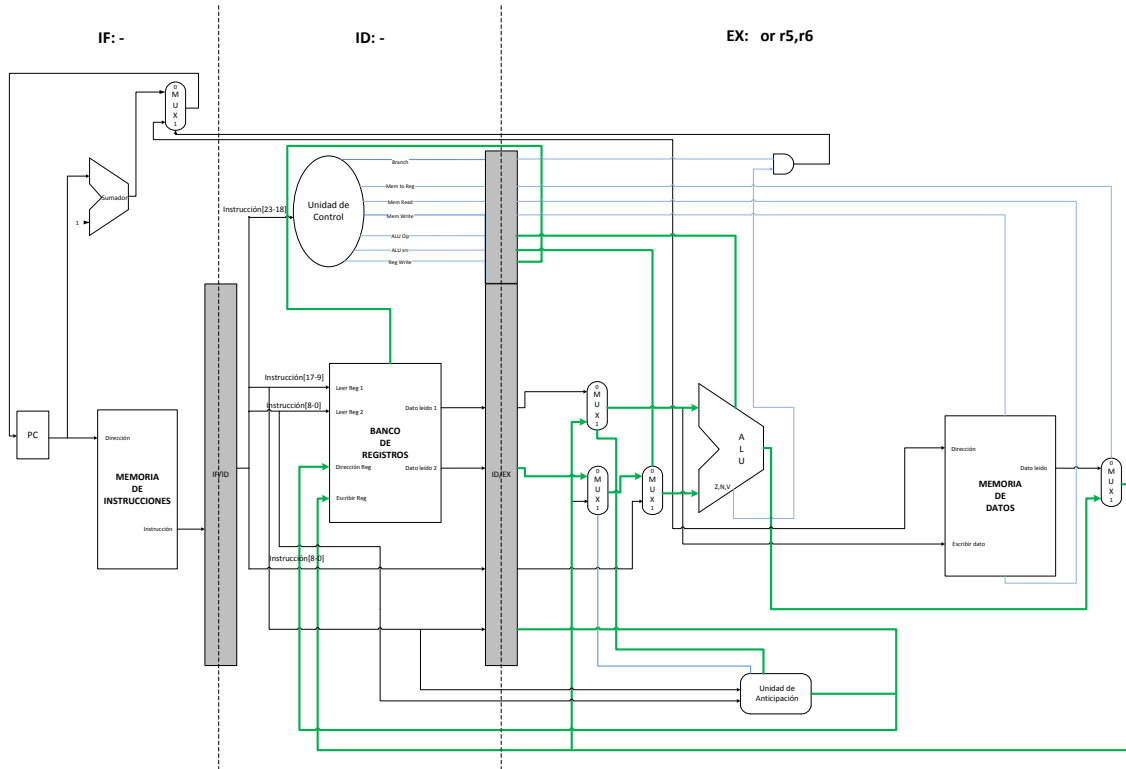 IF: -
ID: -
EX: or r5,r6
0
M
U
X
1
Sumador
1
Instrucción[23-18]
Unidad de
Control
Branch
Mem to Reg
Mem Read
Mem Write
ALU Op
ALU src
Reg Write
PC
Dirección
MEMORIA
DE
INSTRUCCIONES
Instrucción
IF/ID
Instrucción[17-9]
Instrucción[8-0]
Instrucción[8-0]
Leer Reg 1
Leer Reg 2
Dato leído 1
BANCO
DE
REGISTROS
Dirección Reg
Dato leído 2
Escribir Reg
ID/EX
0
M
U
X
1
0
M
U
X
1
0
M
U
X
1
A
L
U
Z,N,V
Dirección
Dato leído
MEMORIA
DE
DATOS
Escribir dato
0
M
U
X
1
Unidad de
Anticipación